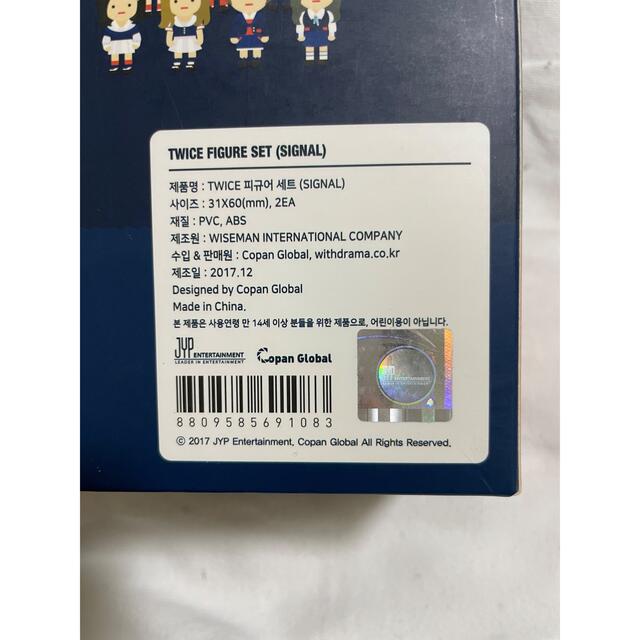 TWICE FIGURE SET (SIGNAL)
제품명 : TWICE 피규어 세트 (SIGNAL)
사이즈 : 31X60(mm), 2EA
재질 : PVC, ABS
제조원 : WISEMAN INTERNATIONAL COMPANY
수입 & 판매원 : Copan Global, withdrama.co.kr
제조일 : 2017.12
Designed by Copan Global
Made in China.
본 제품은 사용연령 만 14세 이상 분들을 위한 제품으로, 어린이용이 아닙니다.
JYP ENTERTAINMENT
LEADER IN ENTERTAINMENT
Copan Global
JYP
ENTERTAINMENT
8809585691083
© 2017 JYP Entertainment, Copan Global All Rights Reserved.